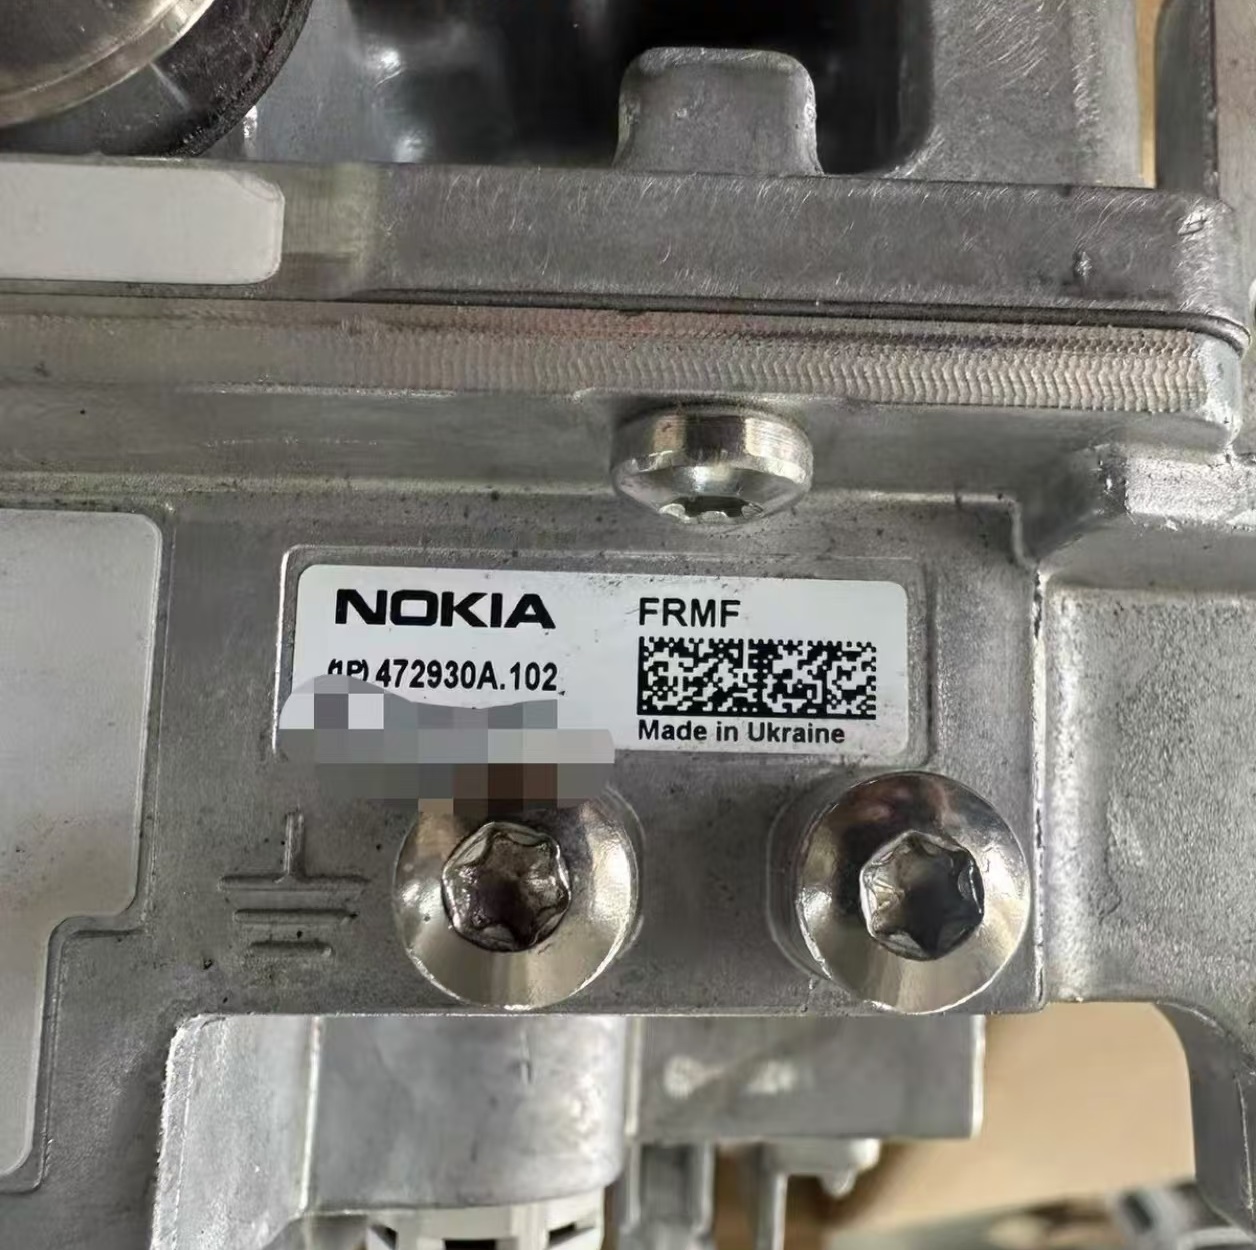 NOKIA
(1P)472930A.102
FRMF
Made in Ukraine